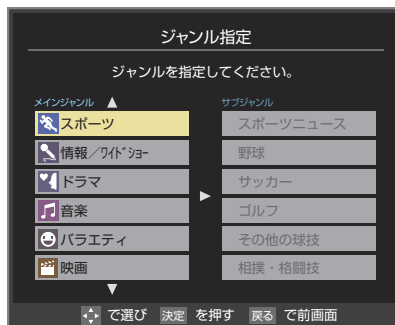 ジャンル指定
ジャンルを指定してください。
メインジャンル
サブジャンル
スポーツ
スポーツニュース
情報／ﾜｲﾄﾞｼｮｰ
野球
ドラマ
サッカー
音楽
ゴルフ
バラエティ
その他の球技
映画
相撲・格闘技
で選び 決定 を押す 戻る で前画面